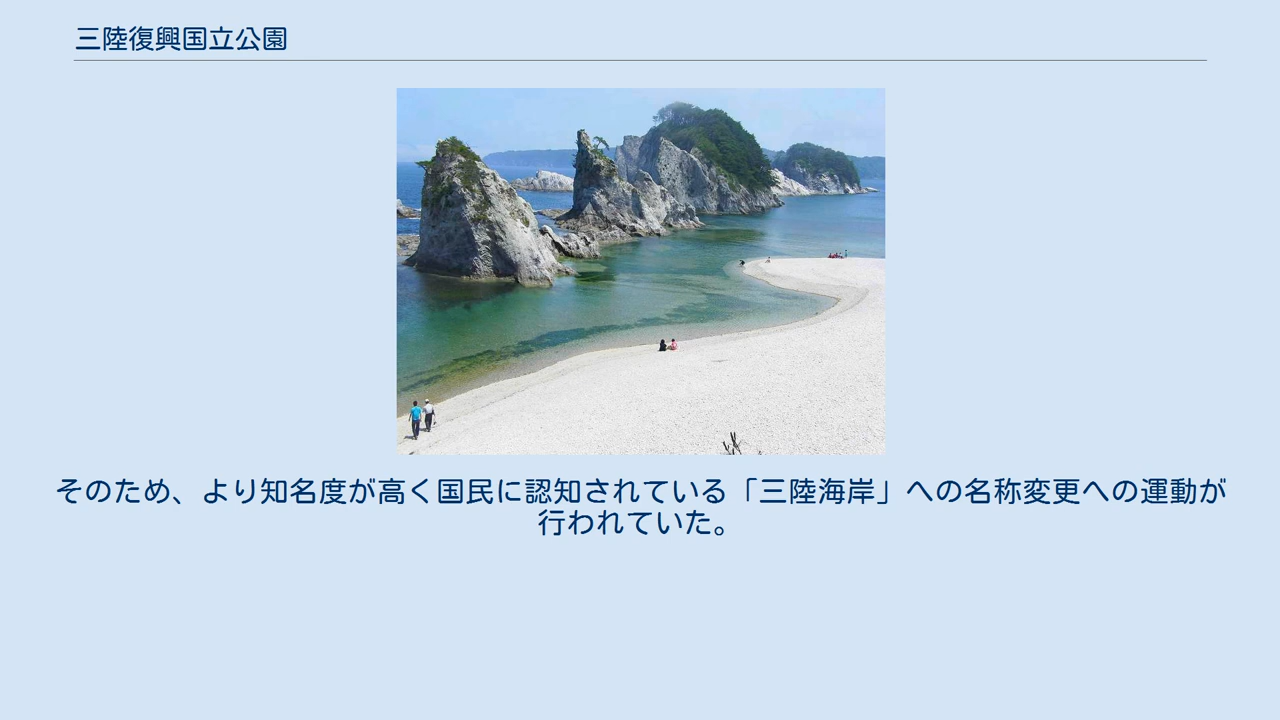 三陸復興国立公園
そのため、より知名度が高く国民に認知されている「三陸海岸」への名称変更への運動が
行われていた。